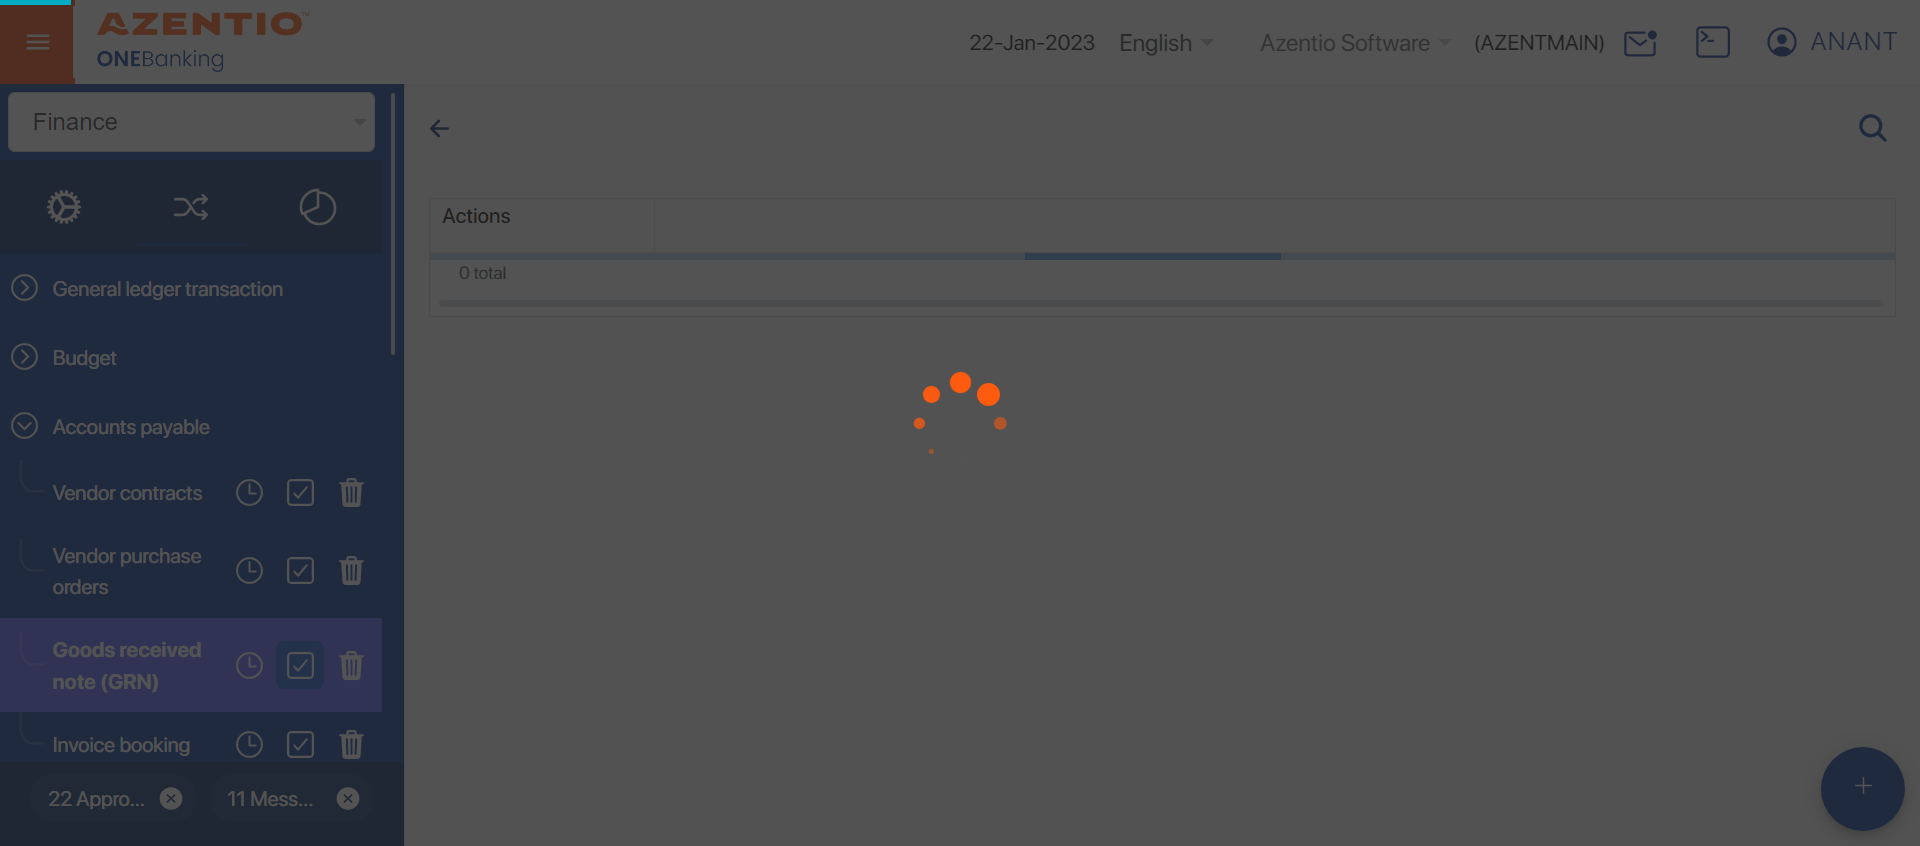 AZENTIO™
ONEBanking
22-Jan-2023
English
Azentio Software
(AZENTMAIN)
ANANT
Finance
General ledger transaction
Budget
Accounts payable
Vendor contracts
Vendor purchase
orders
Goods received
note (GRN)
Invoice booking
22 Appro...
11 Mess...
Actions
0 total